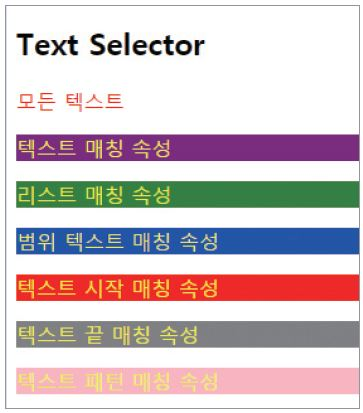 Text Selector
모든 텍스트
텍스트 매칭 속성
리스트 매칭 속성
범위 텍스트 매칭 속성
텍스트 시작 매칭 속성
텍스트 끝 매칭 속성
텍스트 패턴 매칭 속성